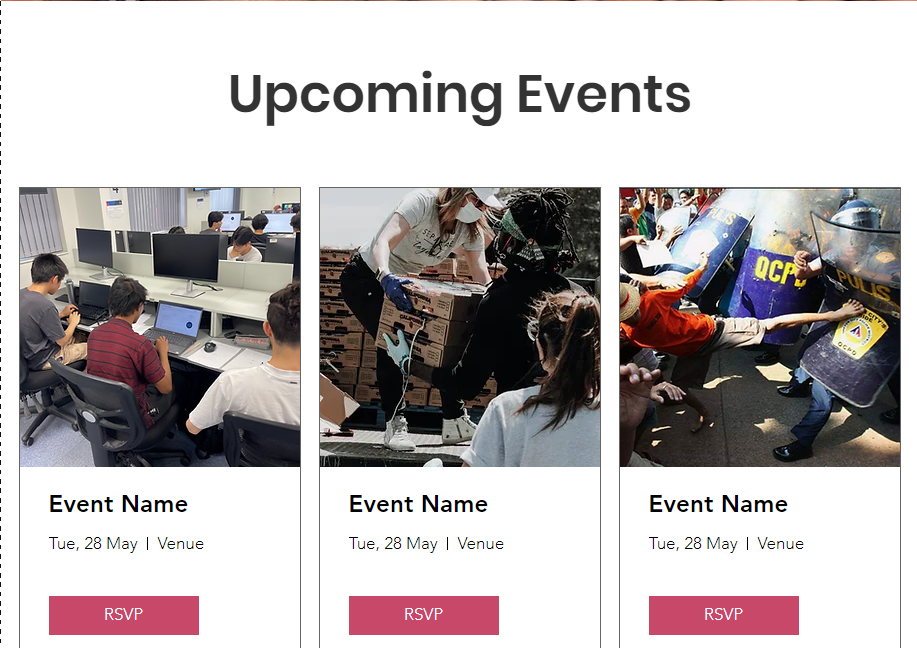 Upcoming Events
QCPD
POLIS
QCPD
Event Name
Tue, 28 May | Venue
RSVP
Event Name
Tue, 28 May | Venue
RSVP
Event Name
Tue, 28 May | Venue
RSVP